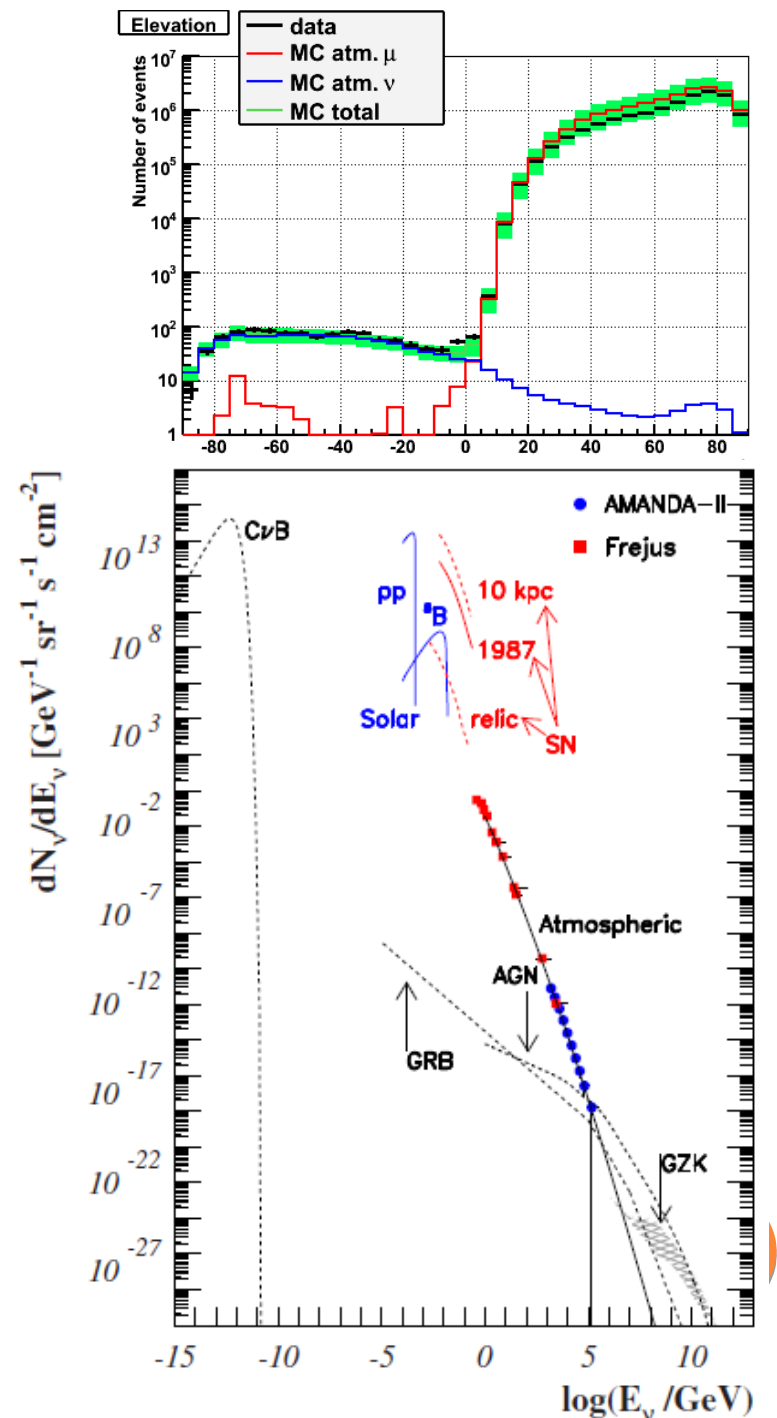 Elevation
data
MC atm. μ
MC atm. ν
MC total
Number of events
10⁷
10⁶
10⁵
10⁴
10³
10²
10
1
-80 -60 -40 -20 0 20 40 60 80
dNν/dEν [GeV⁻¹ sr⁻¹ s⁻¹ cm⁻²]
10¹³
10⁸
10³
10⁻²
10⁻⁷
10⁻¹²
10⁻¹⁷
10⁻²²
10⁻²⁷
CνB
AMANDA-II
Frejus
pp
⁸B
10 kpc
1987
Solar
relic
SN
Atmospheric
AGN
GRB
GZK
-15 -10 -5 0 5 10
log(Eν /GeV)